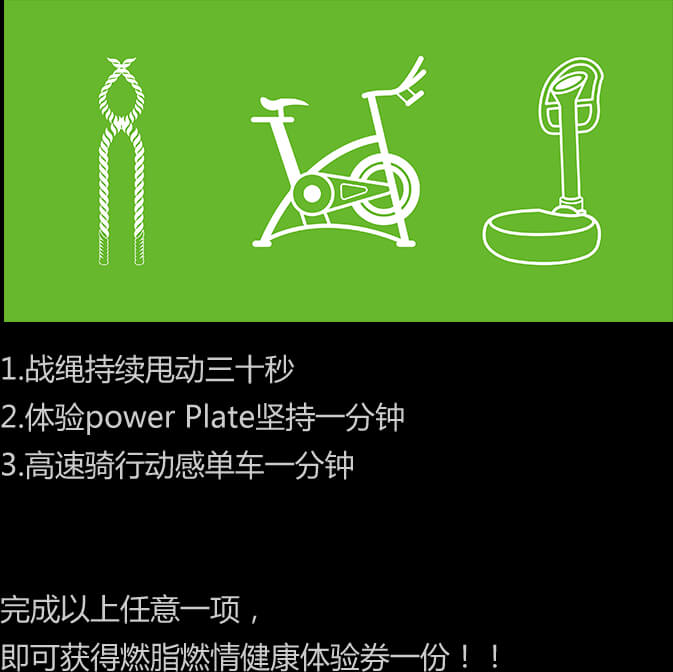 1.战绳持续甩动三十秒
2.体验power Plate坚持一分钟
3.高速骑行动感单车一分钟
完成以上任意一项，
即可获得燃脂燃情健康体验券一份！！